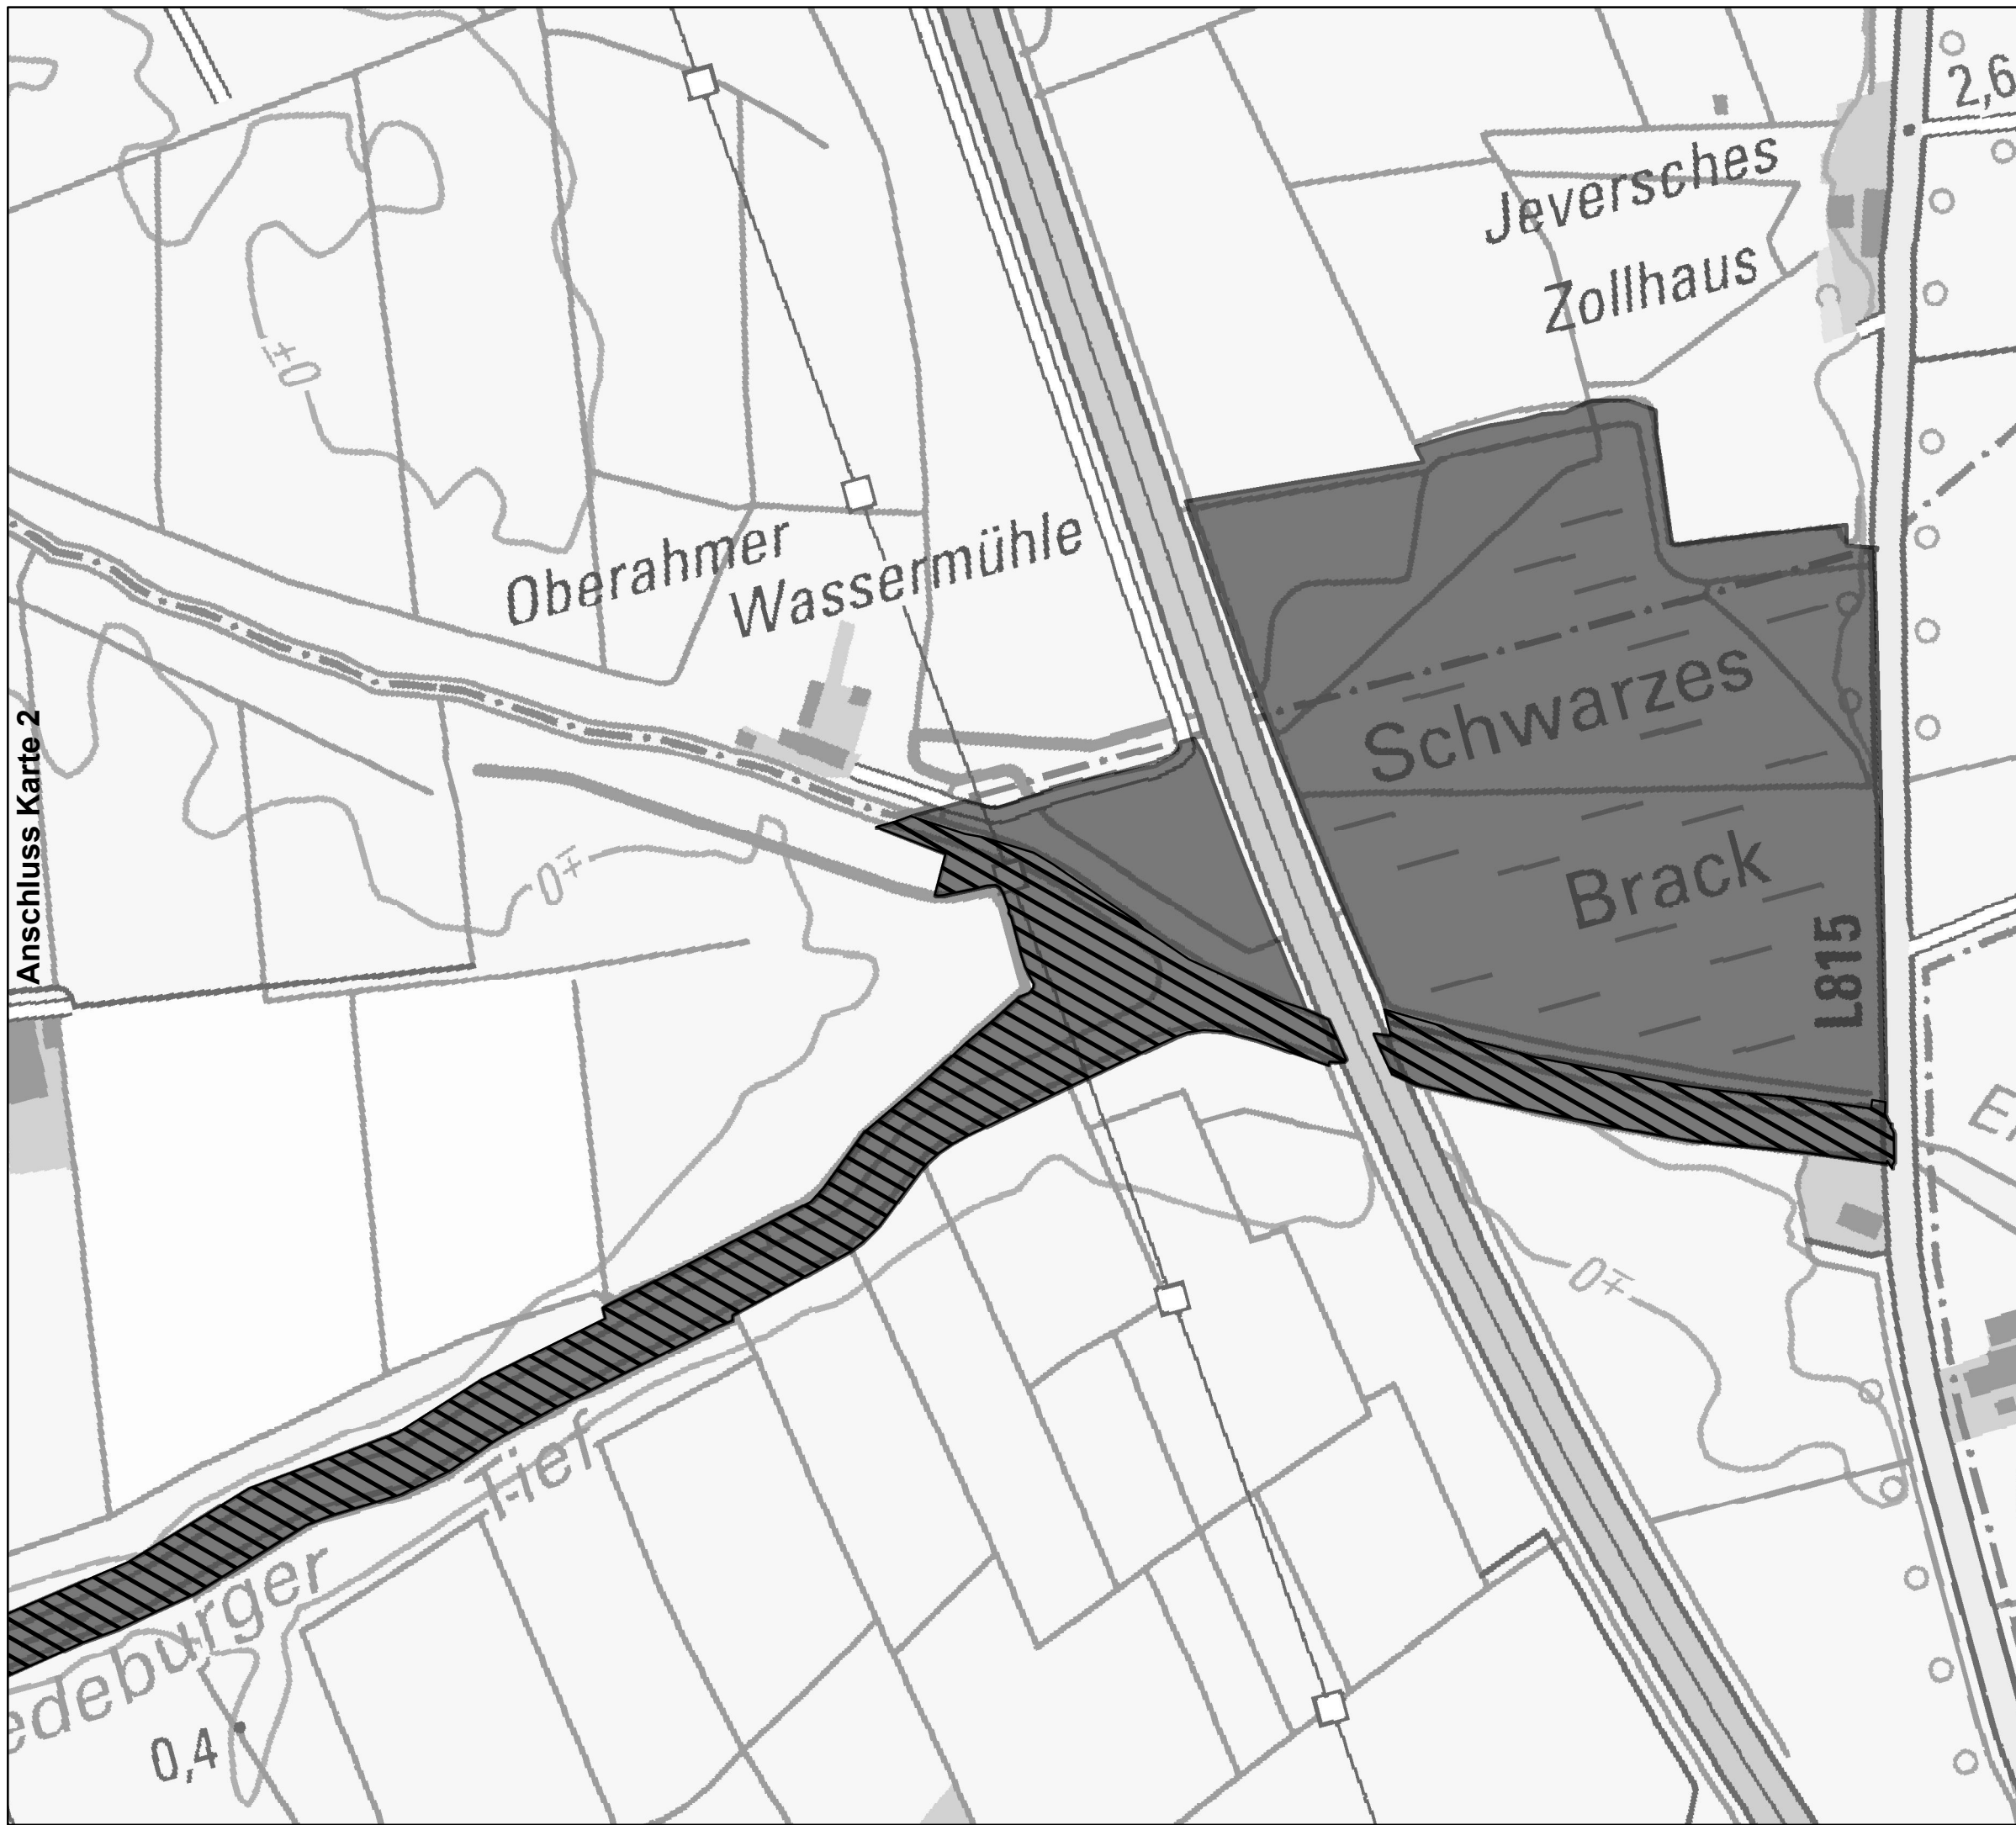 2,6
Jeversches
Zollhaus
±0
Oberahmer
Wassermühle
Schwarzes
Anschluss Karte 2
±0
Brack
L815
±0
Tief
edeburger
0,4